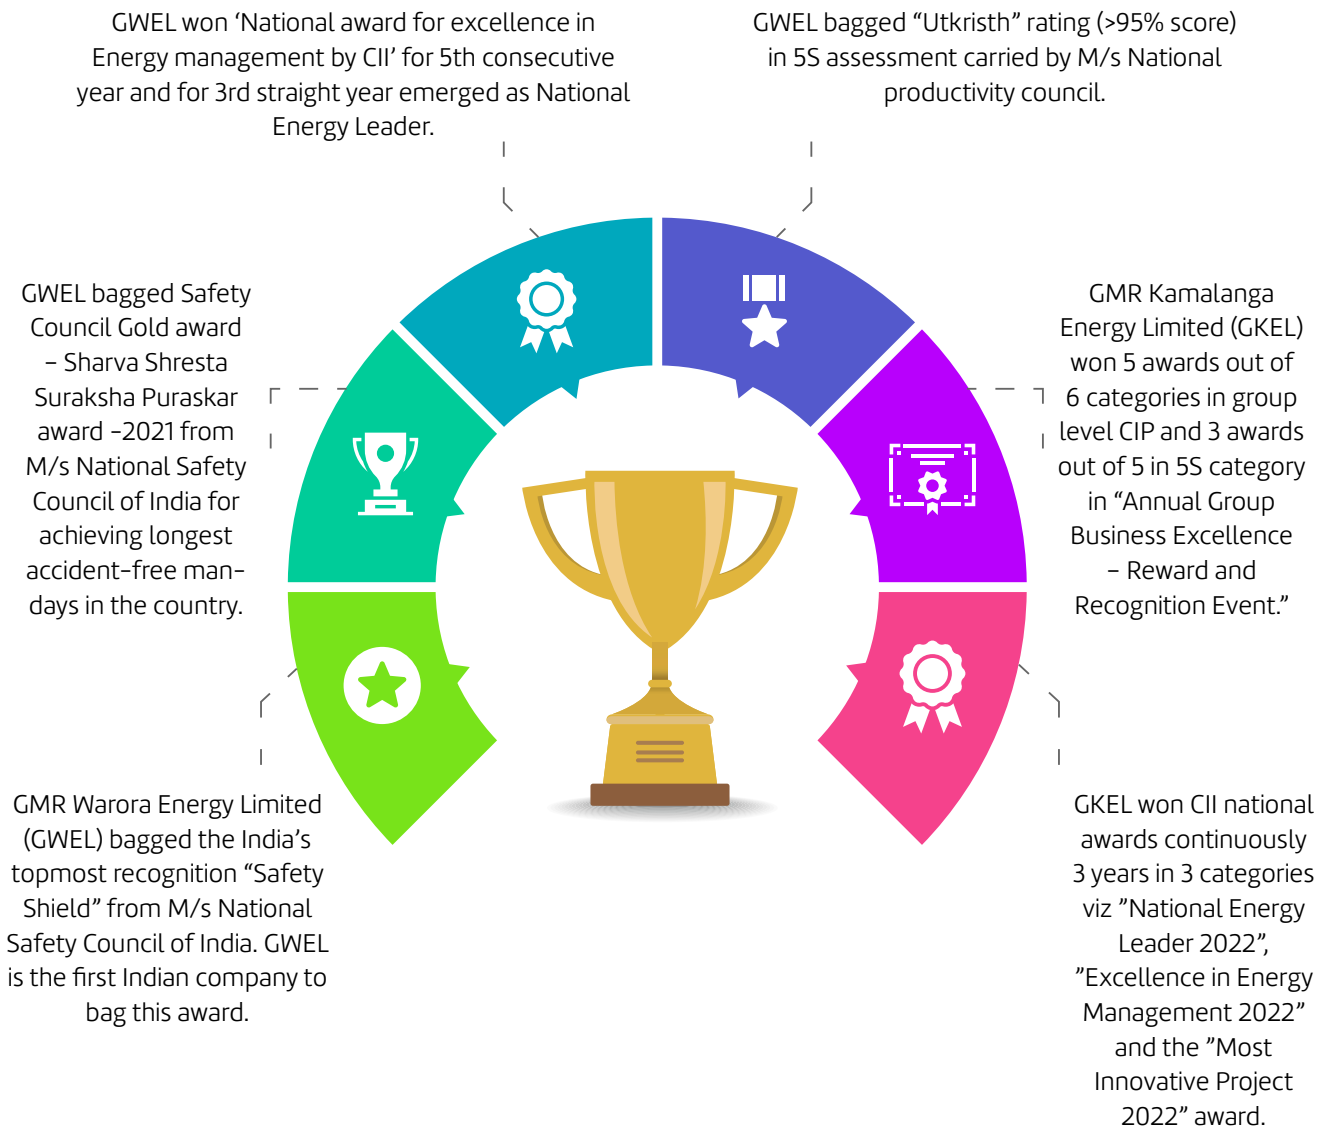 GWEL won ‘National award for excellence in
Energy management by CII’ for 5th consecutive
year and for 3rd straight year emerged as National
Energy Leader.
GWEL bagged “Utkristh” rating (>95% score)
in 5S assessment carried by M/s National
productivity council.
GWEL bagged Safety
Council Gold award
– Sharva Shresta
Suraksha Puraskar
award -2021 from
M/s National Safety
Council of India for
achieving longest
accident-free man-
days in the country.
GMR Kamalanga
Energy Limited (GKEL)
won 5 awards out of
6 categories in group
level CIP and 3 awards
out of 5 in 5S category
in “Annual Group
Business Excellence
– Reward and
Recognition Event.”
GMR Warora Energy Limited
(GWEL) bagged the India’s
topmost recognition “Safety
Shield” from M/s National
Safety Council of India. GWEL
is the first Indian company to
bag this award.
GKEL won CII national
awards continuously
3 years in 3 categories
viz ”National Energy
Leader 2022”,
”Excellence in Energy
Management 2022”
and the ”Most
Innovative Project
2022” award.